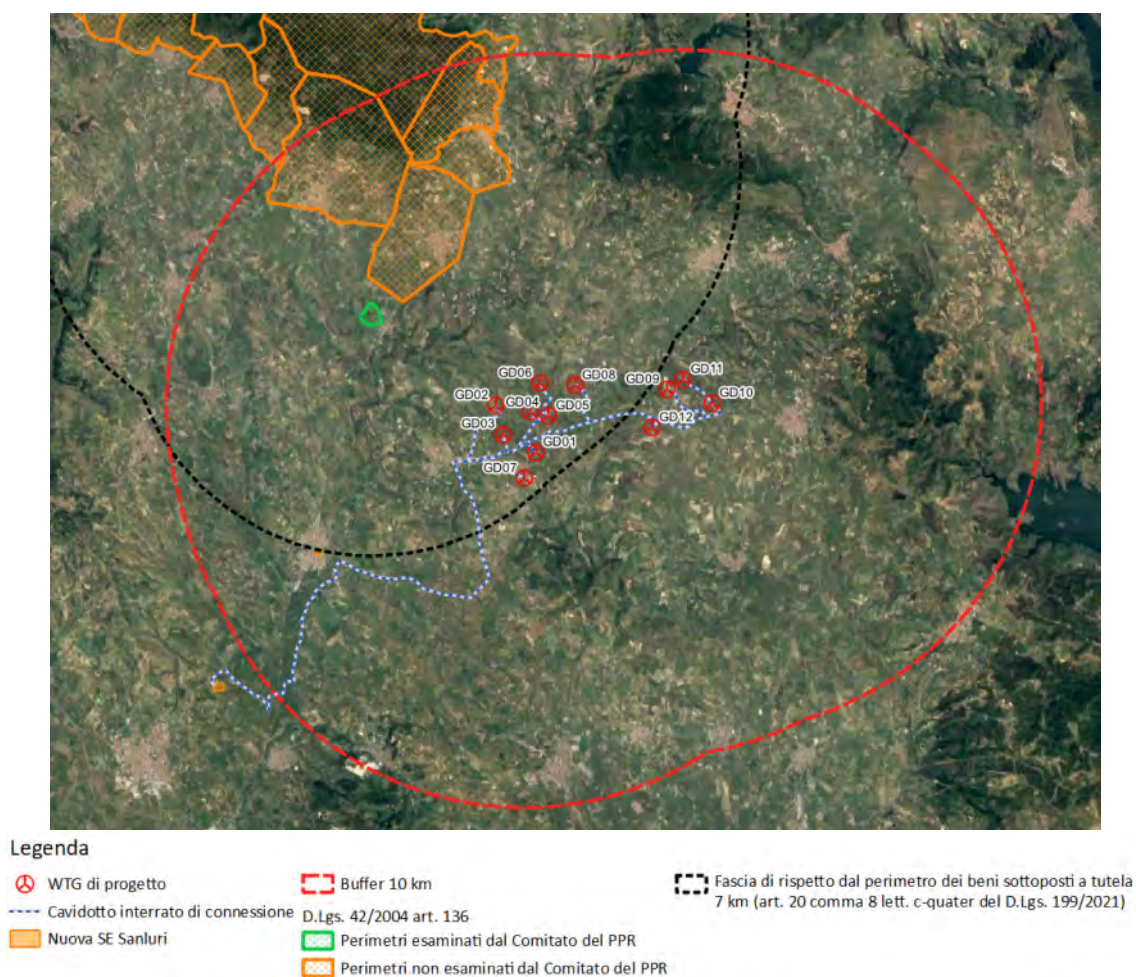 GD06
GD08
GD09
GD11
GD02
GD04
GD05
GD10
GD03
GD12
GD01
GD07
Legenda
WTG di progetto
Cavidotto interrato di connessione
Nuova SE Sanluri
Buffer 10 km
D.Lgs. 42/2004 art. 136
Perimetri esaminati dal Comitato del PPR
Perimetri non esaminati dal Comitato del PPR
Fascia di rispetto dal perimetro dei beni sottoposti a tutela
7 km (art. 20 comma 8 lett. c-quater del D.Lgs. 199/2021)